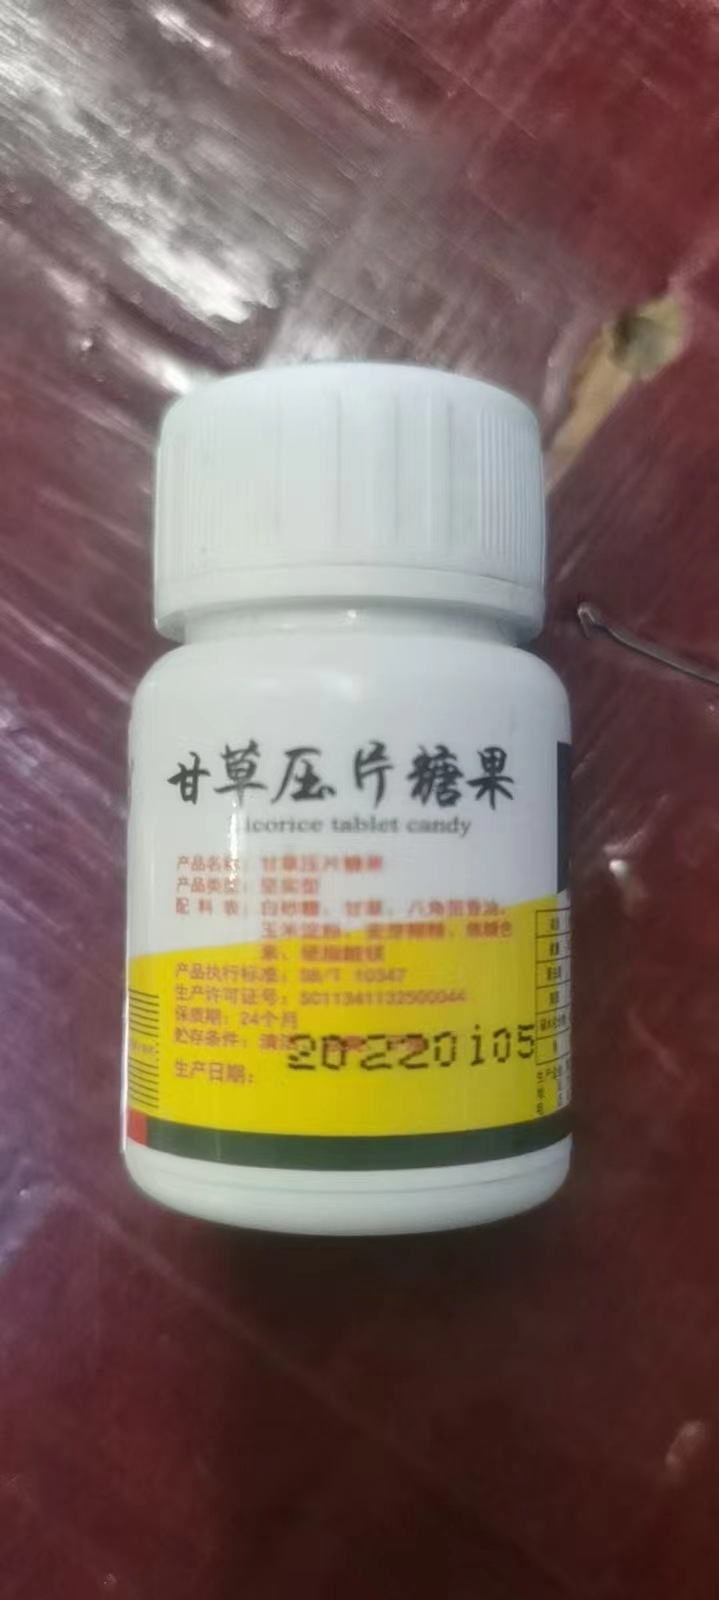 甘草压片糖果
icorice tablet candy
产品名称：甘草压片糖果
产品类型：坚实型
配 料 表：白砂糖、甘草、八角茴香油、
玉米淀粉、麦芽糊精、焦糖色
素、硬脂酸镁
产品执行标准：SB/T 10347
生产许可证号：SC11341132500044
保质期：24个月
贮存条件：清洁
20220105
生产日期：